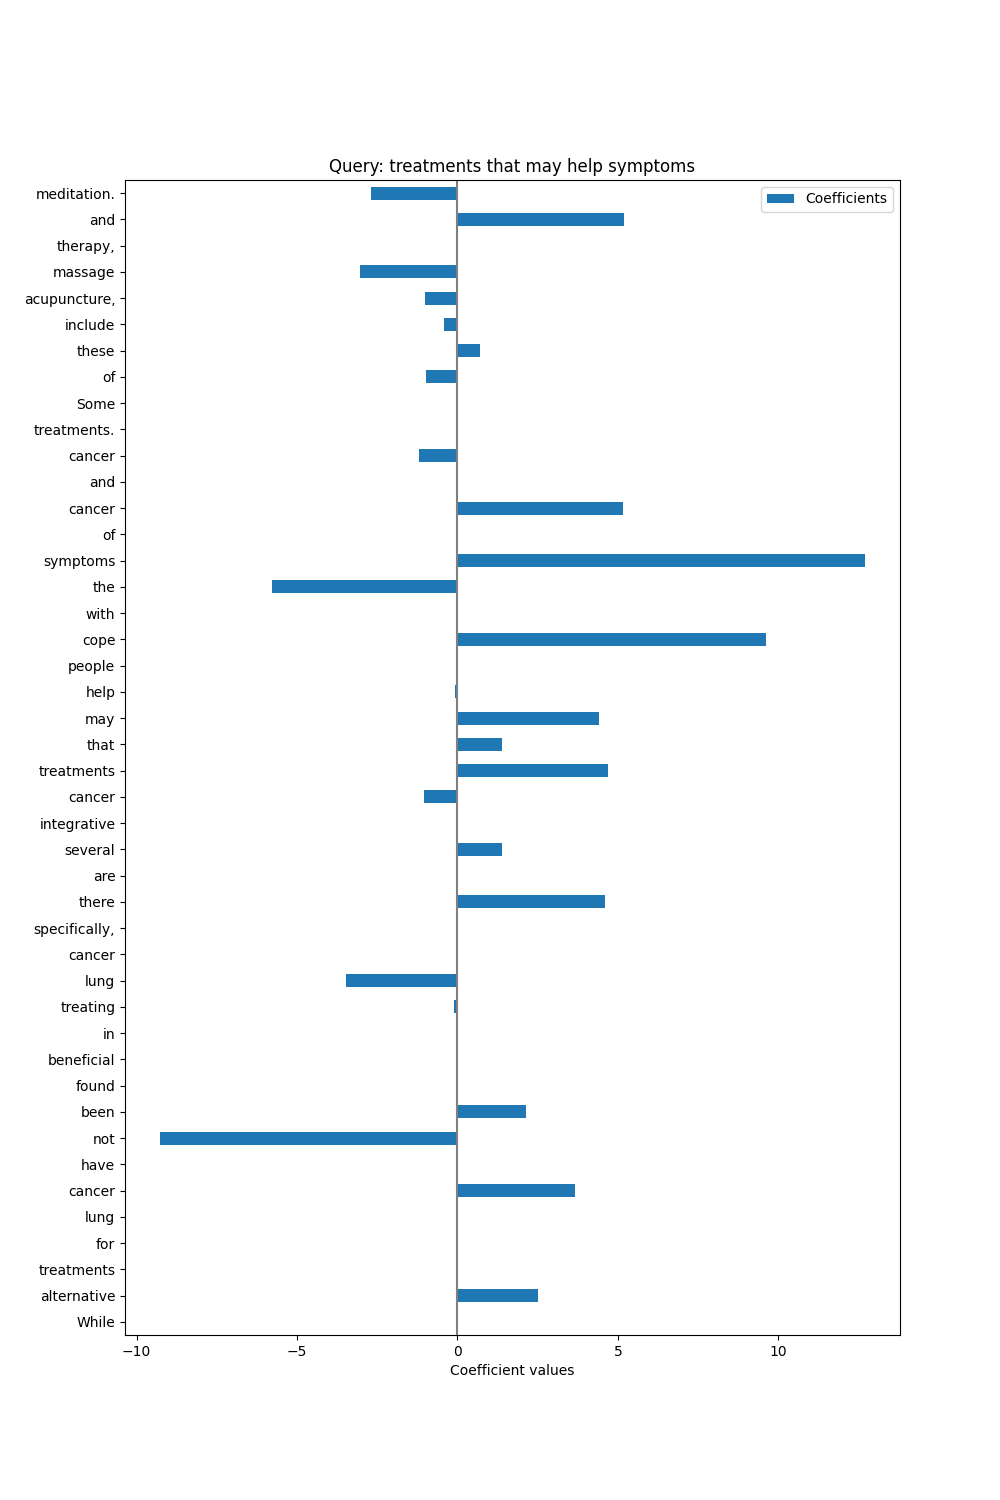 Query: treatments that may help symptoms
Coefficients
meditation.
and
therapy,
massage
acupuncture,
include
these
of
Some
treatments.
cancer
and
cancer
of
symptoms
the
with
cope
people
help
may
that
treatments
cancer
integrative
several
are
there
specifically,
cancer
lung
treating
in
beneficial
found
been
not
have
cancer
lung
for
treatments
alternative
While
−10 −5 0 5 10
Coefficient values